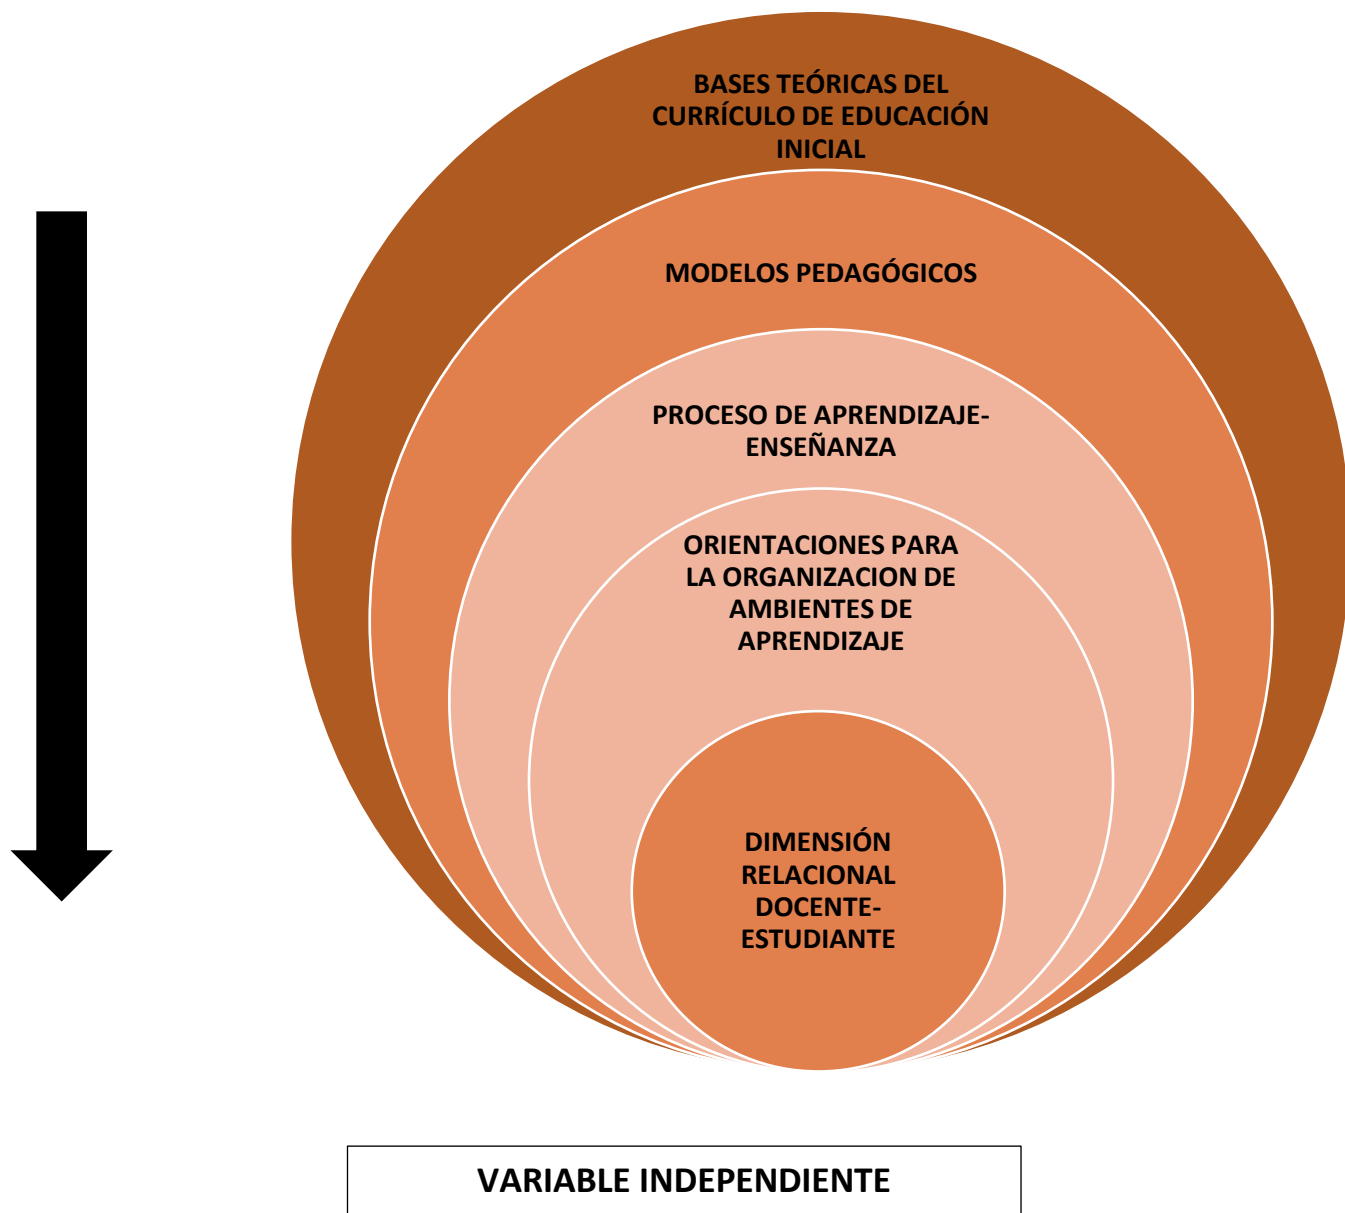 BASES TEÓRICAS DEL
CURRÍCULO DE EDUCACIÓN
INICIAL
MODELOS PEDAGÓGICOS
PROCESO DE APRENDIZAJE-
ENSEÑANZA
ORIENTACIONES PARA
LA ORGANIZACION DE
AMBIENTES DE
APRENDIZAJE
DIMENSIÓN
RELACIONAL
DOCENTE-
ESTUDIANTE
VARIABLE INDEPENDIENTE